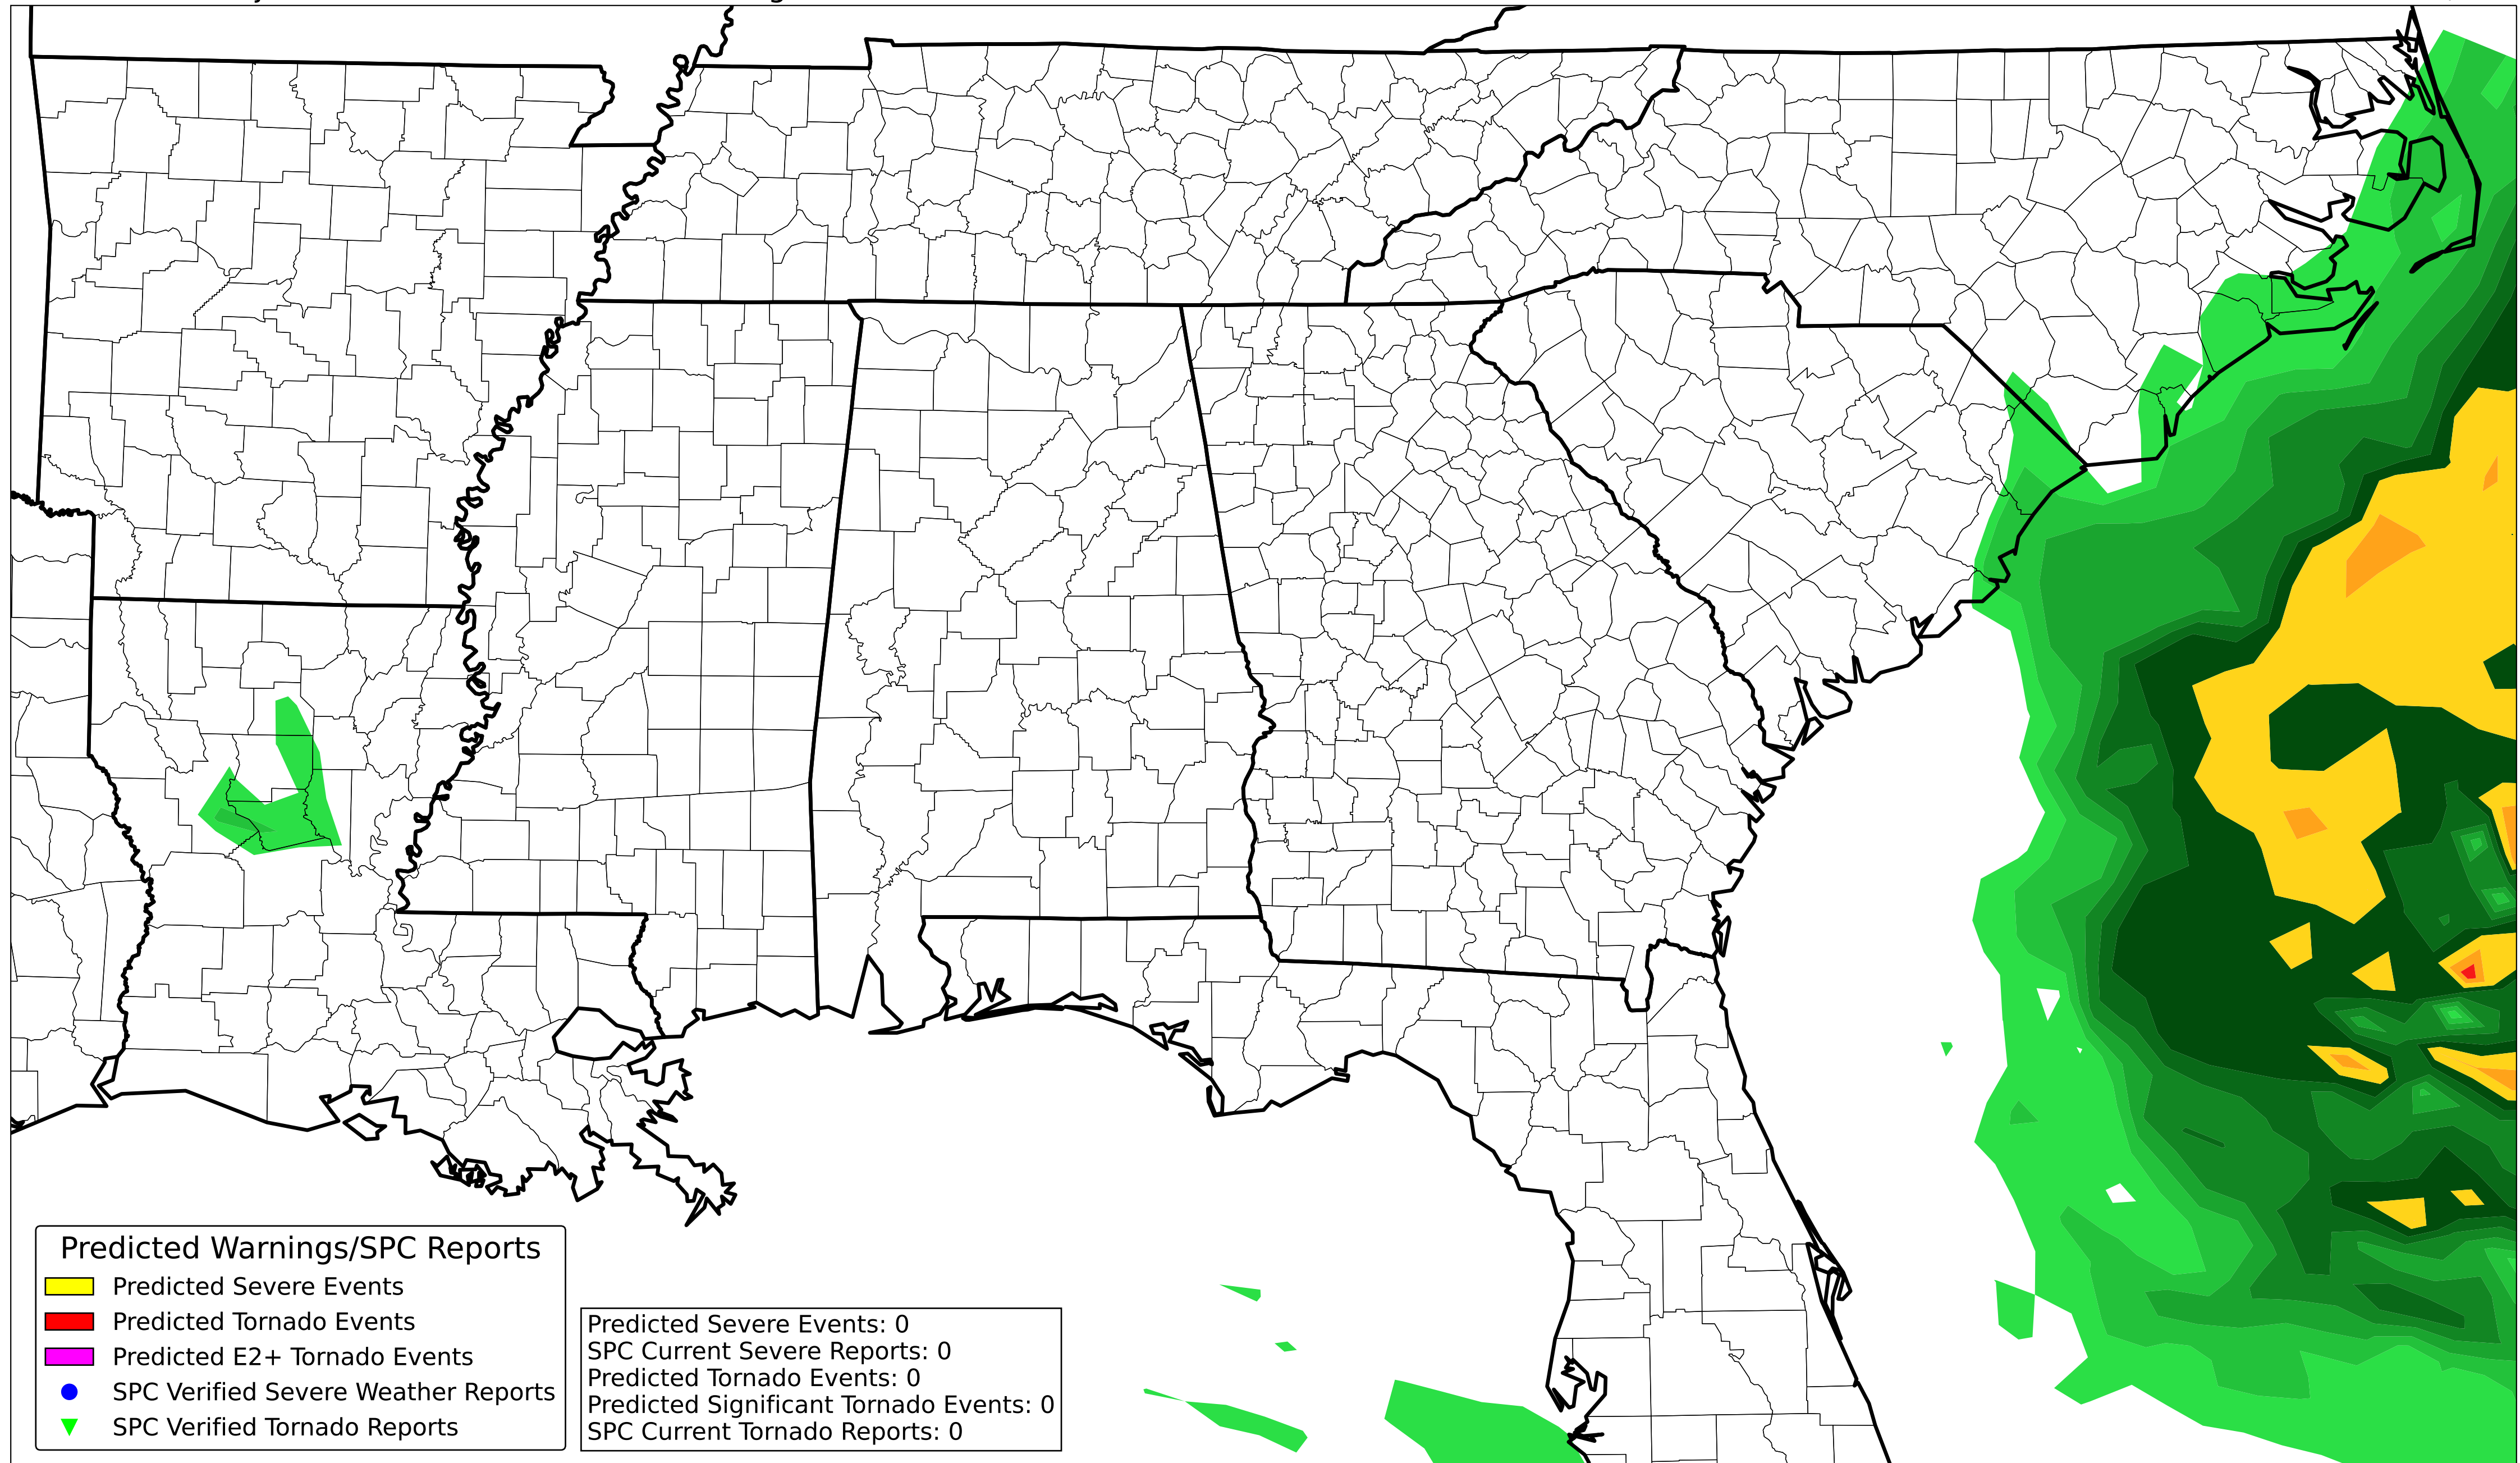 Predicted Warnings/SPC Reports
Predicted Severe Events
Predicted Tornado Events
Predicted E2+ Tornado Events
SPC Verified Severe Weather Reports
SPC Verified Tornado Reports
Predicted Severe Events: 0
SPC Current Severe Reports: 0
Predicted Tornado Events: 0
Predicted Significant Tornado Events: 0
SPC Current Tornado Reports: 0